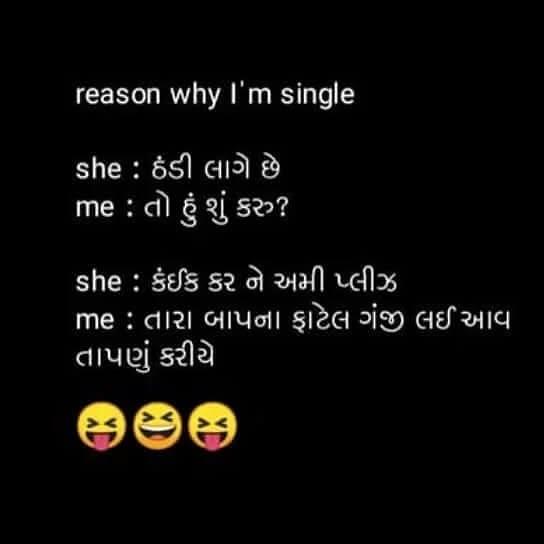 reason why I'm single
she : ઠંડી લાગે છે
me : તો હું શું કરુ?
she : કંઈક કર ને અમી પ્લીઝ
me : તારા બાપના ફાટેલ ગંજી લઈ આવ
તાપણું કરીયે
😝😆😝